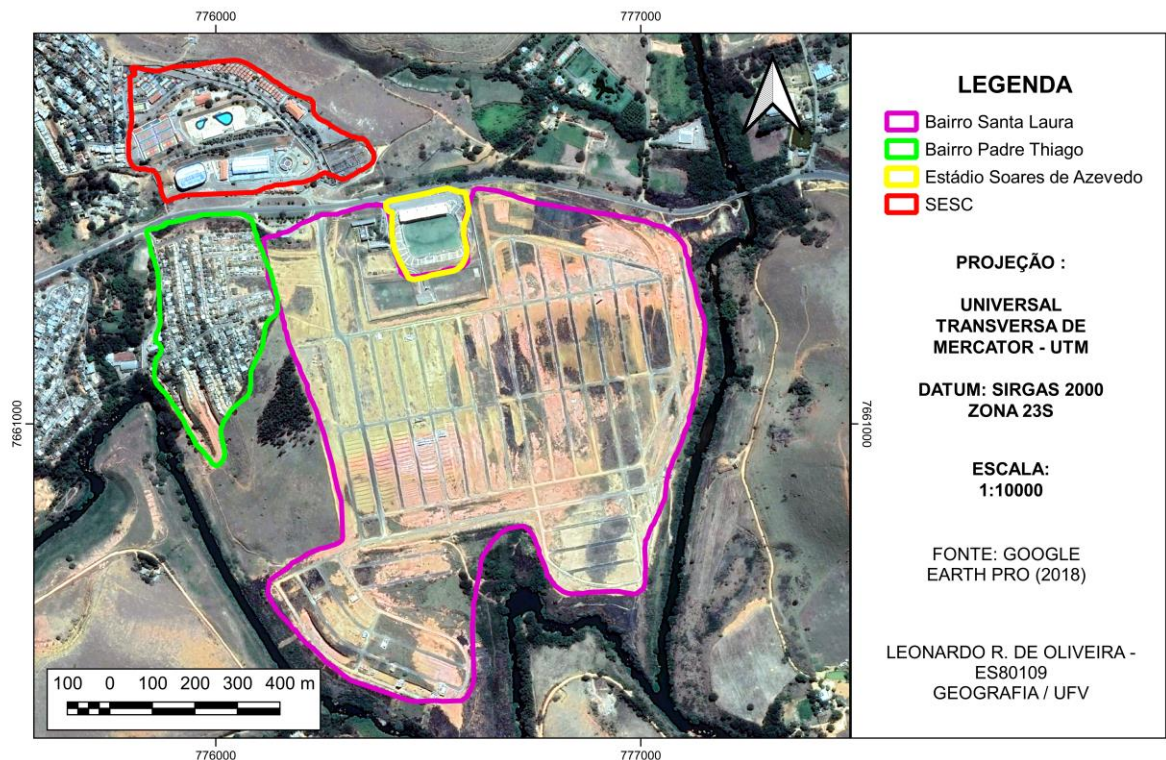 776000
777000
LEGENDA
Bairro Santa Laura
Bairro Padre Thiago
Estádio Soares de Azevedo
SESC
PROJEÇÃO :
UNIVERSAL
TRANSVERSA DE
MERCATOR - UTM
DATUM: SIRGAS 2000
ZONA 23S
7661000
7661000
ESCALA:
1:10000
FONTE: GOOGLE
EARTH PRO (2018)
LEONARDO R. DE OLIVEIRA -
ES80109
GEOGRAFIA / UFV
100 0 100 200 300 400 m
776000
777000